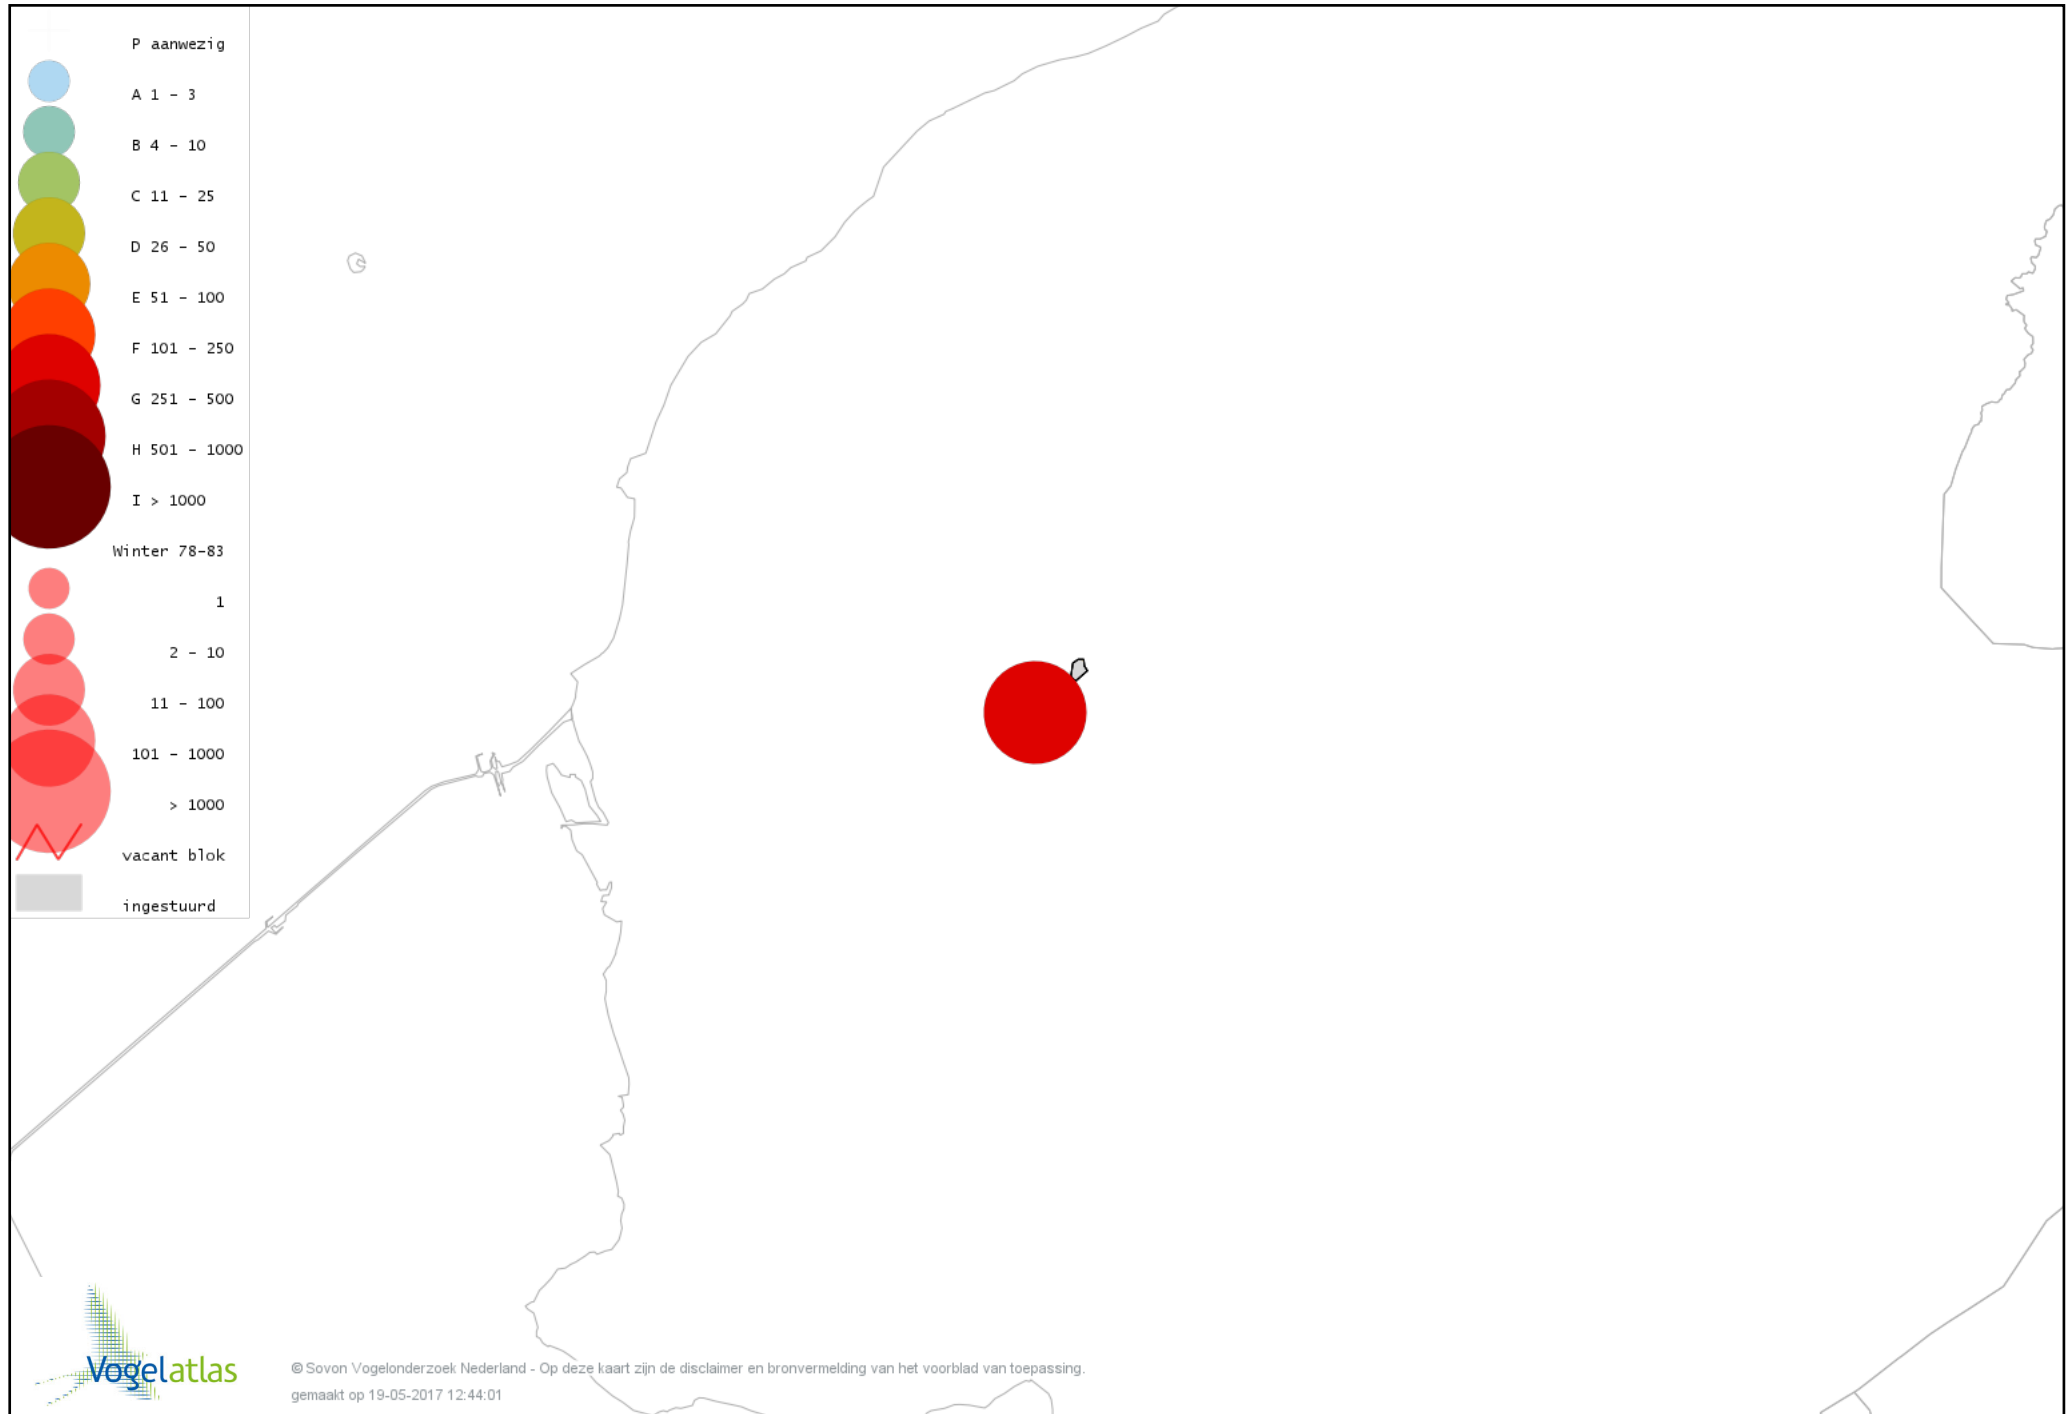 P aanwezig
A 1 - 3
B 4 - 10
C 11 - 25
D 26 - 50
E 51 - 100
F 101 - 250
G 251 - 500
H 501 - 1000
I > 1000
Winter 78-83
1
2 - 10
11 - 100
101 - 1000
> 1000
vacant blok
ingestuurd
Vogelatlas
© Sovon Vogelonderzoek Nederland - Op deze kaart zijn de disclaimer en bronvermelding van het voorblad van toepassing.
gemaakt op 19-05-2017 12:44:01